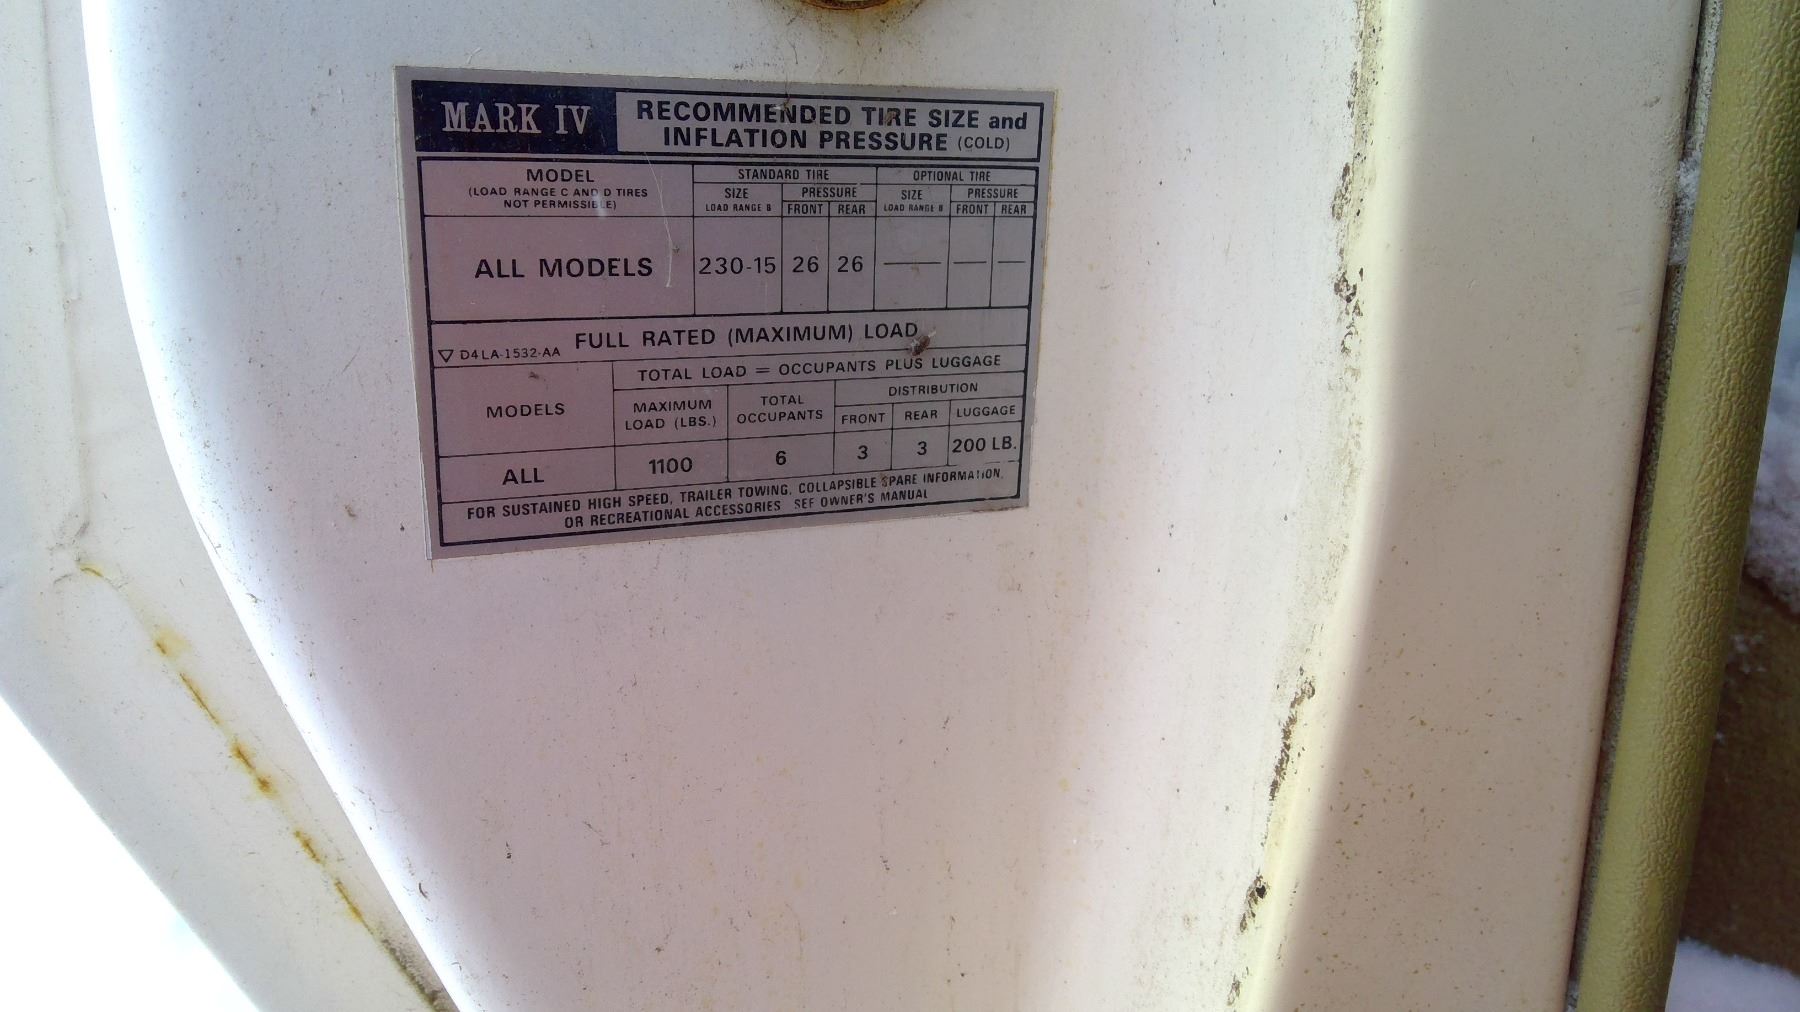 MARK IV
RECOMMENDED TIRE SIZE and
INFLATION PRESSURE (COLD)
MODEL
(LOAD RANGE C AND D TIRES
NOT PERMISSIBLE)
STANDARD TIRE
OPTIONAL TIRE
SIZE
LOAD RANGE B
PRESSURE
FRONT REAR
SIZE
LOAD RANGE B
PRESSURE
FRONT REAR
ALL MODELS 230-15 26 26 — — —
FULL RATED (MAXIMUM) LOAD
▽ D4LA-1532-AA
MODELS
TOTAL LOAD = OCCUPANTS PLUS LUGGAGE
MAXIMUM
LOAD (LBS.)
TOTAL
OCCUPANTS
DISTRIBUTION
FRONT REAR LUGGAGE
ALL 1100 6 3 3 200 LB.
FOR SUSTAINED HIGH SPEED, TRAILER TOWING, COLLAPSIBLE SPARE INFORMATION,
OR RECREATIONAL ACCESSORIES SEE OWNER'S MANUAL